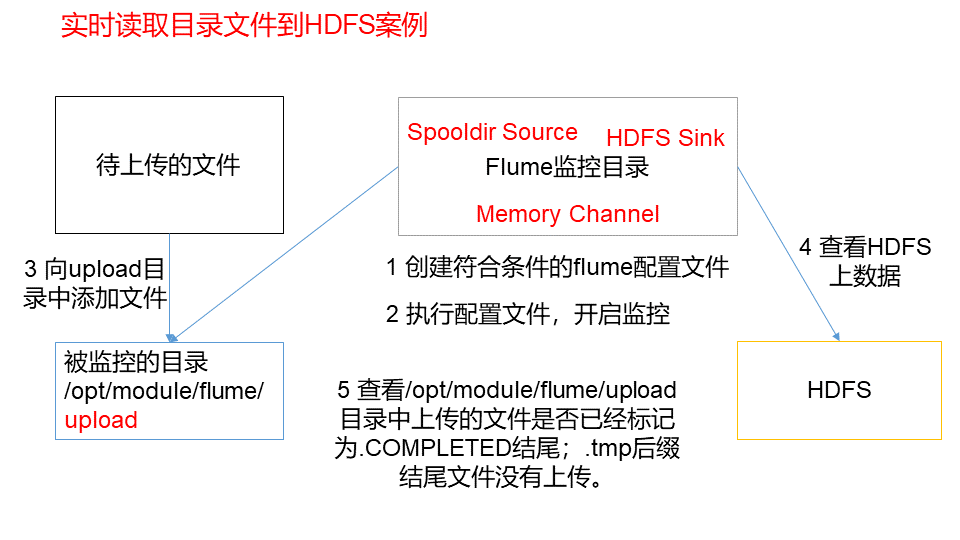 实时读取目录文件到HDFS案例
待上传的文件
Spooldir Source
HDFS Sink
Flume监控目录
Memory Channel
3 向upload目
录中添加文件
1 创建符合条件的flume配置文件
2 执行配置文件，开启监控
4 查看HDFS
上数据
被监控的目录
/opt/module/flume/
upload
5 查看/opt/module/flume/upload
目录中上传的文件是否已经标记
为.COMPLETED结尾；.tmp后缀
结尾文件没有上传。
HDFS